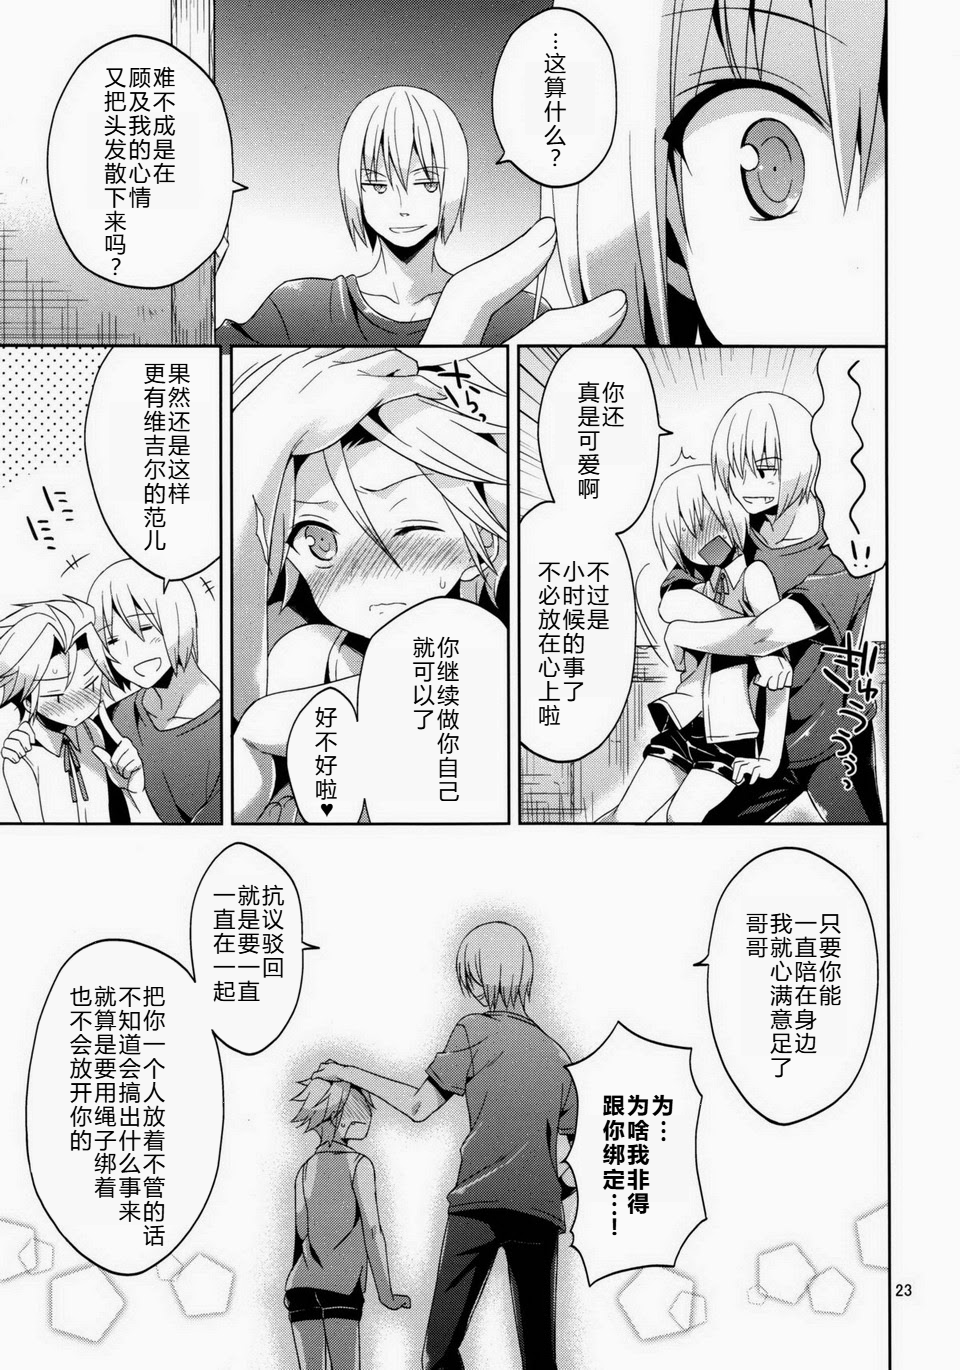 …这算什么？
难不成是在
顾及我的心情
又把头发散下来吗？
你还
真是可爱啊
不过是
小时候的事了
不必放在心上啦
ぎゅううう
你继续做你自己
就可以了
好不好啦♥
果然还是这样
更有维吉尔的范儿
只要你能
一直陪在身边
我就心满意足了
哥哥
为…
为啥我非得
跟你绑定…！
抗议驳回
就是要一直
一直在一起
把你一个人放着不管的话
不知道会搞出什么事来
就算是要用绳子绑着
也不会放开你的
23